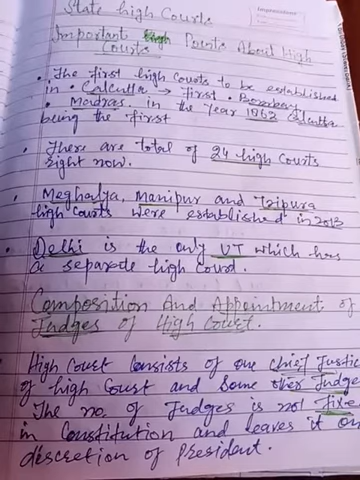 State high Courts
Important Points About High
Courts
• The first high Courts to be established
in • Calcutta → first • Bombay
• Madras in the year 1862 Calcutta
being the first
• There are total of 24 high Courts
right now.
• Meghalya, Manipur and Tripura
high Courts were established in 2013
• Delhi is the only UT which has
a separate high Court.
Composition And Appointment of
Judges of High Court.
High Court Consists of one chief Justic
of high Court and some other Judge
The no. of Judges is not fixe
in Constitution and leaves it on
discretion of President.